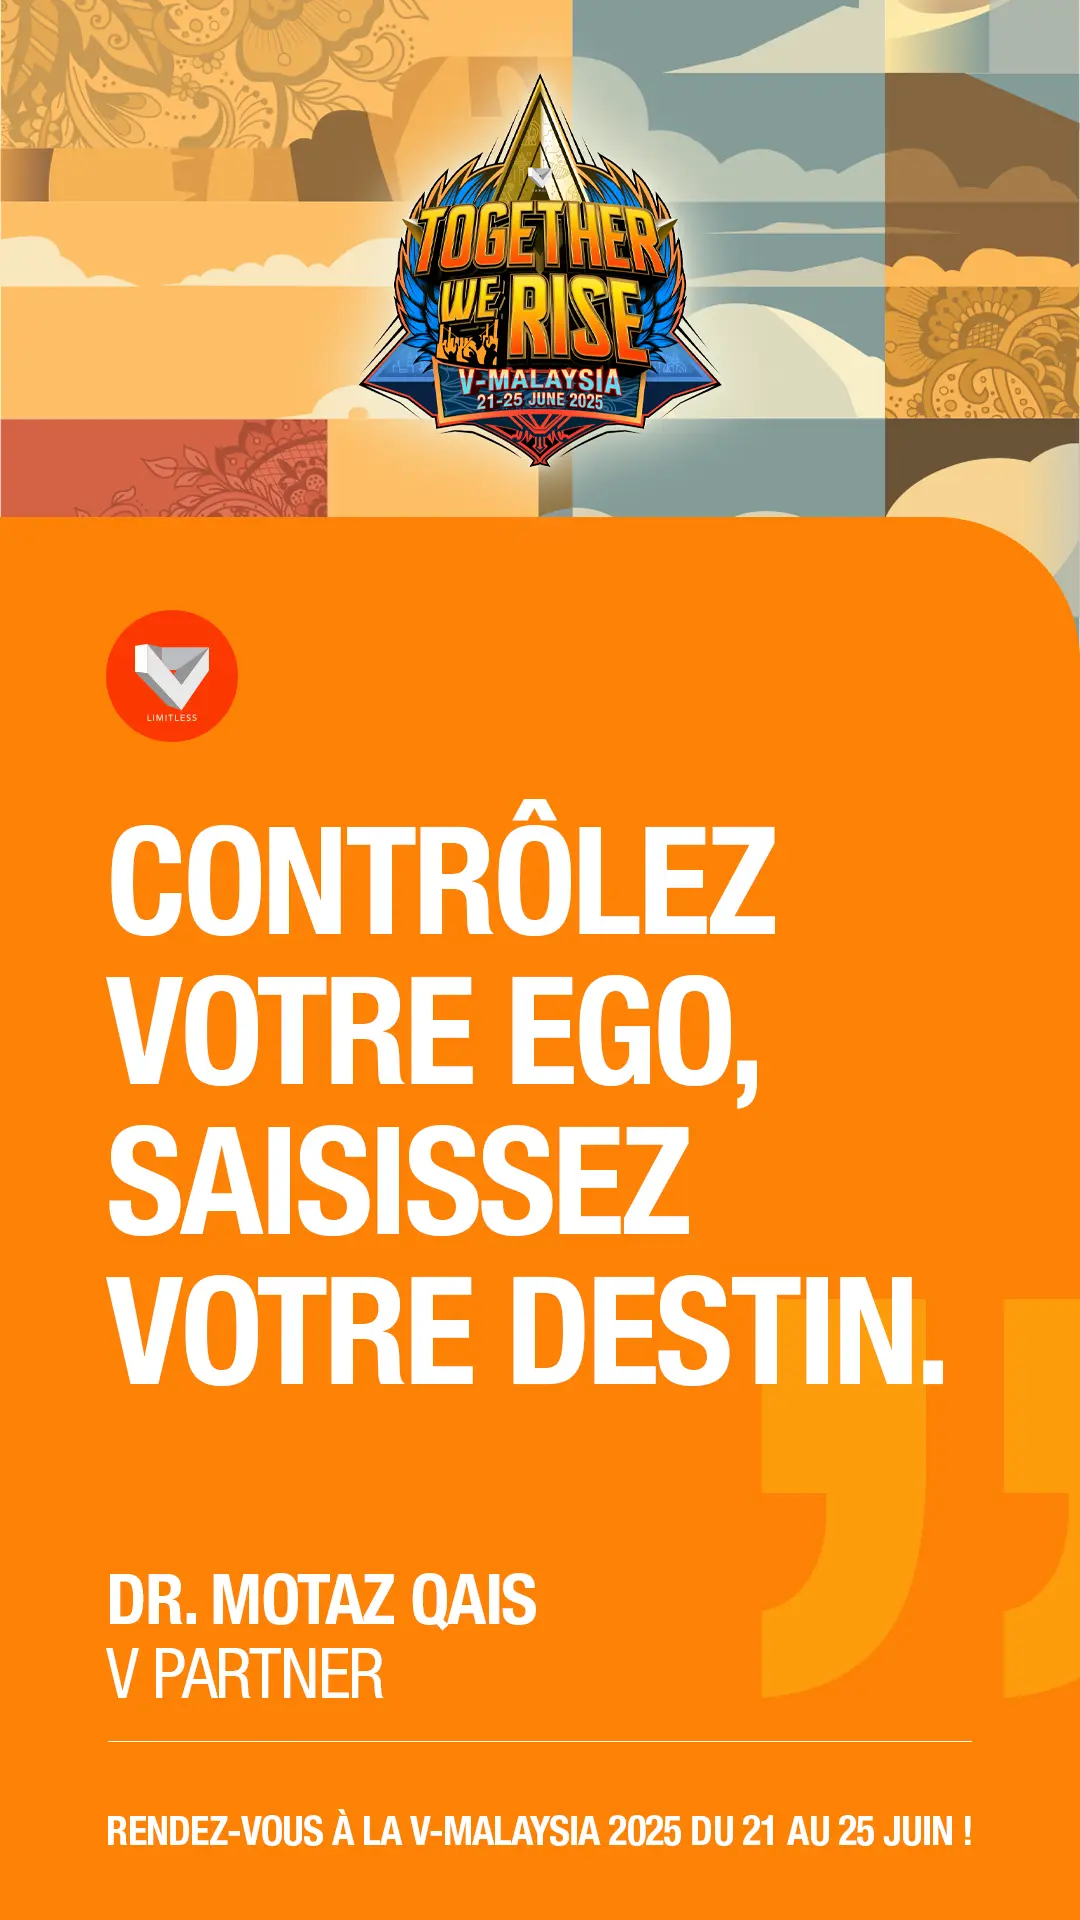 TOGETHER
WE RISE
V-MALAYSIA
21-25 JUNE 2025
LIMITLESS
CONTRÔLEZ
VOTRE EGO,
SAISISSEZ
VOTRE DESTIN.
DR. MOTAZ QAIS
V PARTNER
RENDEZ-VOUS À LA V-MALAYSIA 2025 DU 21 AU 25 JUIN !